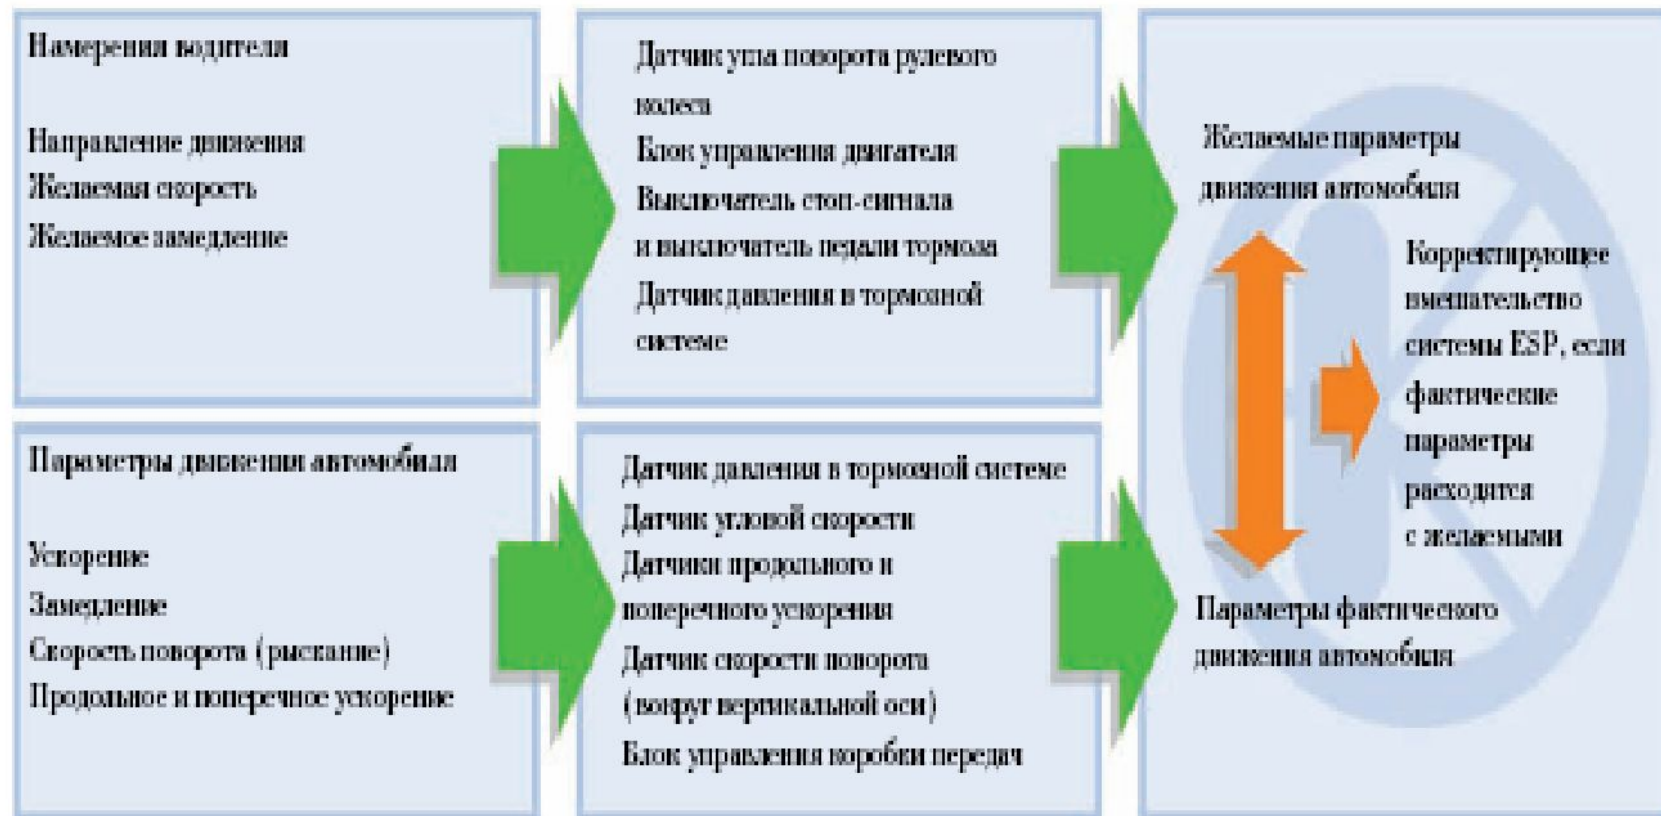 Намерения водителя
Направление движения
Желаемая скорость
Желаемое замедление
Датчик угла поворота рулевого
колеса
Блок управления двигателя
Выключатель стоп-сигнала
и выключатель педали тормоза
Датчик давления в тормозной
системе
Желаемые параметры
движения автомобиля
Корректирующее
вмешательство
системы ESP, если
фактические
параметры
расходятся
с желаемыми
Параметры движения автомобиля
Ускорение
Замедление
Скорость поворота (рыскание)
Продольное и поперечное ускорение
Датчик давления в тормозной системе
Датчик угловой скорости
Датчики продольного и
поперечного ускорения
Датчик скорости поворота
(вокруг вертикальной оси)
Блок управления коробки передач
Параметры фактического
движения автомобиля